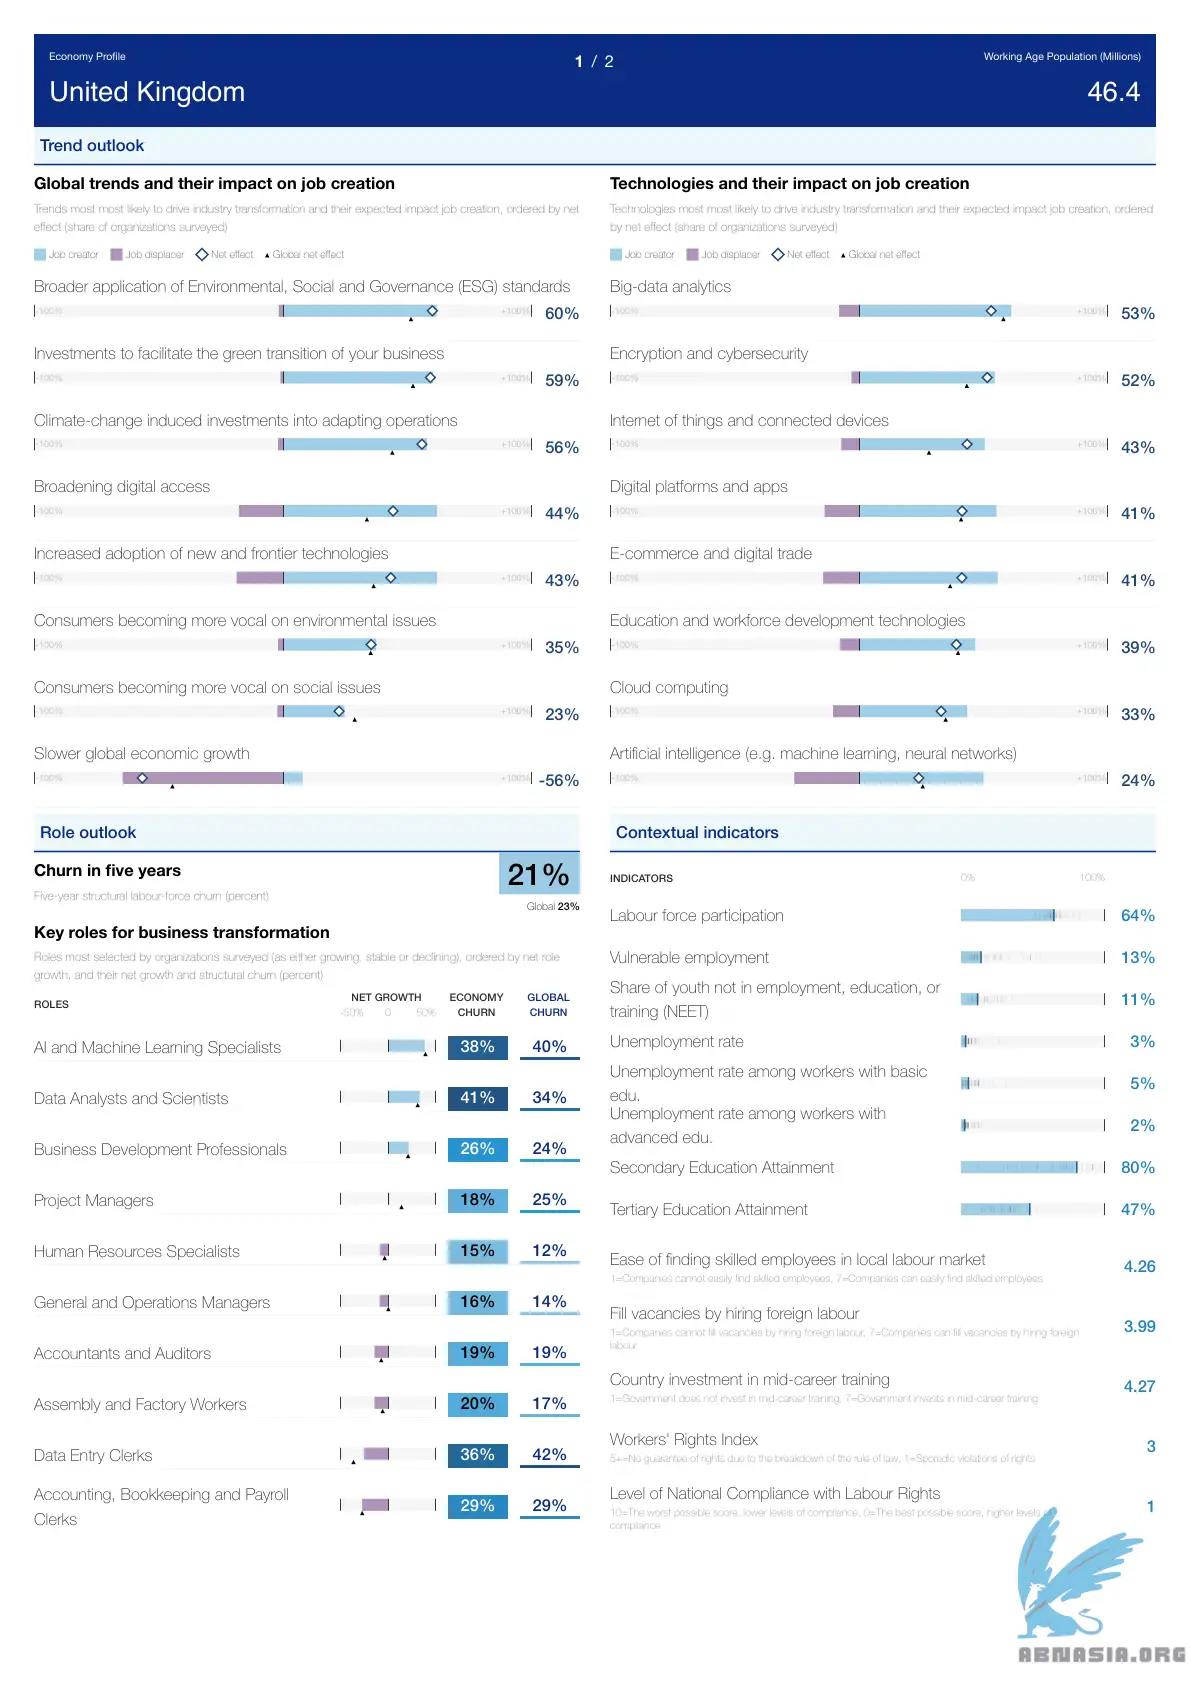 Economy Profile
1 / 2
Working Age Population (Millions)
United Kingdom
46.4
Trend outlook
Global trends and their impact on job creation
Trends most most likely to drive industry transformation and their expected impact job creation, ordered by net
effect (share of organizations surveyed)
Job creator Job displacer Net effect Global net effect
Broader application of Environmental, Social and Governance (ESG) standards
-100% +100% 60%
Investments to facilitate the green transition of your business
-100% +100% 59%
Climate-change induced investments into adapting operations
-100% +100% 56%
Broadening digital access
-100% +100% 44%
Increased adoption of new and frontier technologies
-100% +100% 43%
Consumers becoming more vocal on environmental issues
-100% +100% 35%
Consumers becoming more vocal on social issues
-100% +100% 23%
Slower global economic growth
-100% +100% -56%
Technologies and their impact on job creation
Technologies most most likely to drive industry transformation and their expected impact job creation, ordered
by net effect (share of organizations surveyed)
Job creator Job displacer Net effect Global net effect
Big-data analytics
-100% +100% 53%
Encryption and cybersecurity
-100% +100% 52%
Internet of things and connected devices
-100% +100% 43%
Digital platforms and apps
-100% +100% 41%
E-commerce and digital trade
-100% +100% 41%
Education and workforce development technologies
-100% +100% 39%
Cloud computing
-100% +100% 33%
Artificial intelligence (e.g. machine learning, neural networks)
-100% +100% 24%
Role outlook
Churn in five years
21%
Five-year structural labour-force churn (percent)
Global 23%
Key roles for business transformation
Roles most selected by organizations surveyed (as either growing, stable or declining), ordered by net role
growth, and their net growth and structural churn (percent)
ROLES NET GROWTH ECONOMY GLOBAL
-50% 0 50% CHURN CHURN
AI and Machine Learning Specialists 38% 40%
Data Analysts and Scientists 41% 34%
Business Development Professionals 26% 24%
Project Managers 18% 25%
Human Resources Specialists 15% 12%
General and Operations Managers 16% 14%
Accountants and Auditors 19% 19%
Assembly and Factory Workers 20% 17%
Data Entry Clerks 36% 42%
Accounting, Bookkeeping and Payroll
Clerks 29% 29%
Contextual indicators
INDICATORS 0% 100%
Labour force participation 64%
Vulnerable employment 13%
Share of youth not in employment, education, or
training (NEET) 11%
Unemployment rate 3%
Unemployment rate among workers with basic
edu. 5%
Unemployment rate among workers with
advanced edu. 2%
Secondary Education Attainment 80%
Tertiary Education Attainment 47%
Ease of finding skilled employees in local labour market 4.26
1=Companies cannot easily find skilled employees, 7=Companies can easily find skilled employees
Fill vacancies by hiring foreign labour 3.99
1=Companies cannot fill vacancies by hiring foreign labour, 7=Companies can fill vacancies by hiring foreign
labour
Country investment in mid-career training 4.27
1=Government does not invest in mid-career training, 7=Government invests in mid-career training
Workers' Rights Index 3
5+=No guarantee of rights due to the breakdown of the rule of law, 1=Sporadic violations of rights
Level of National Compliance with Labour Rights 1
10=The worst possible score, lower levels of compliance, 0=The best possible score, higher levels of
compliance
ABNASIA.ORG